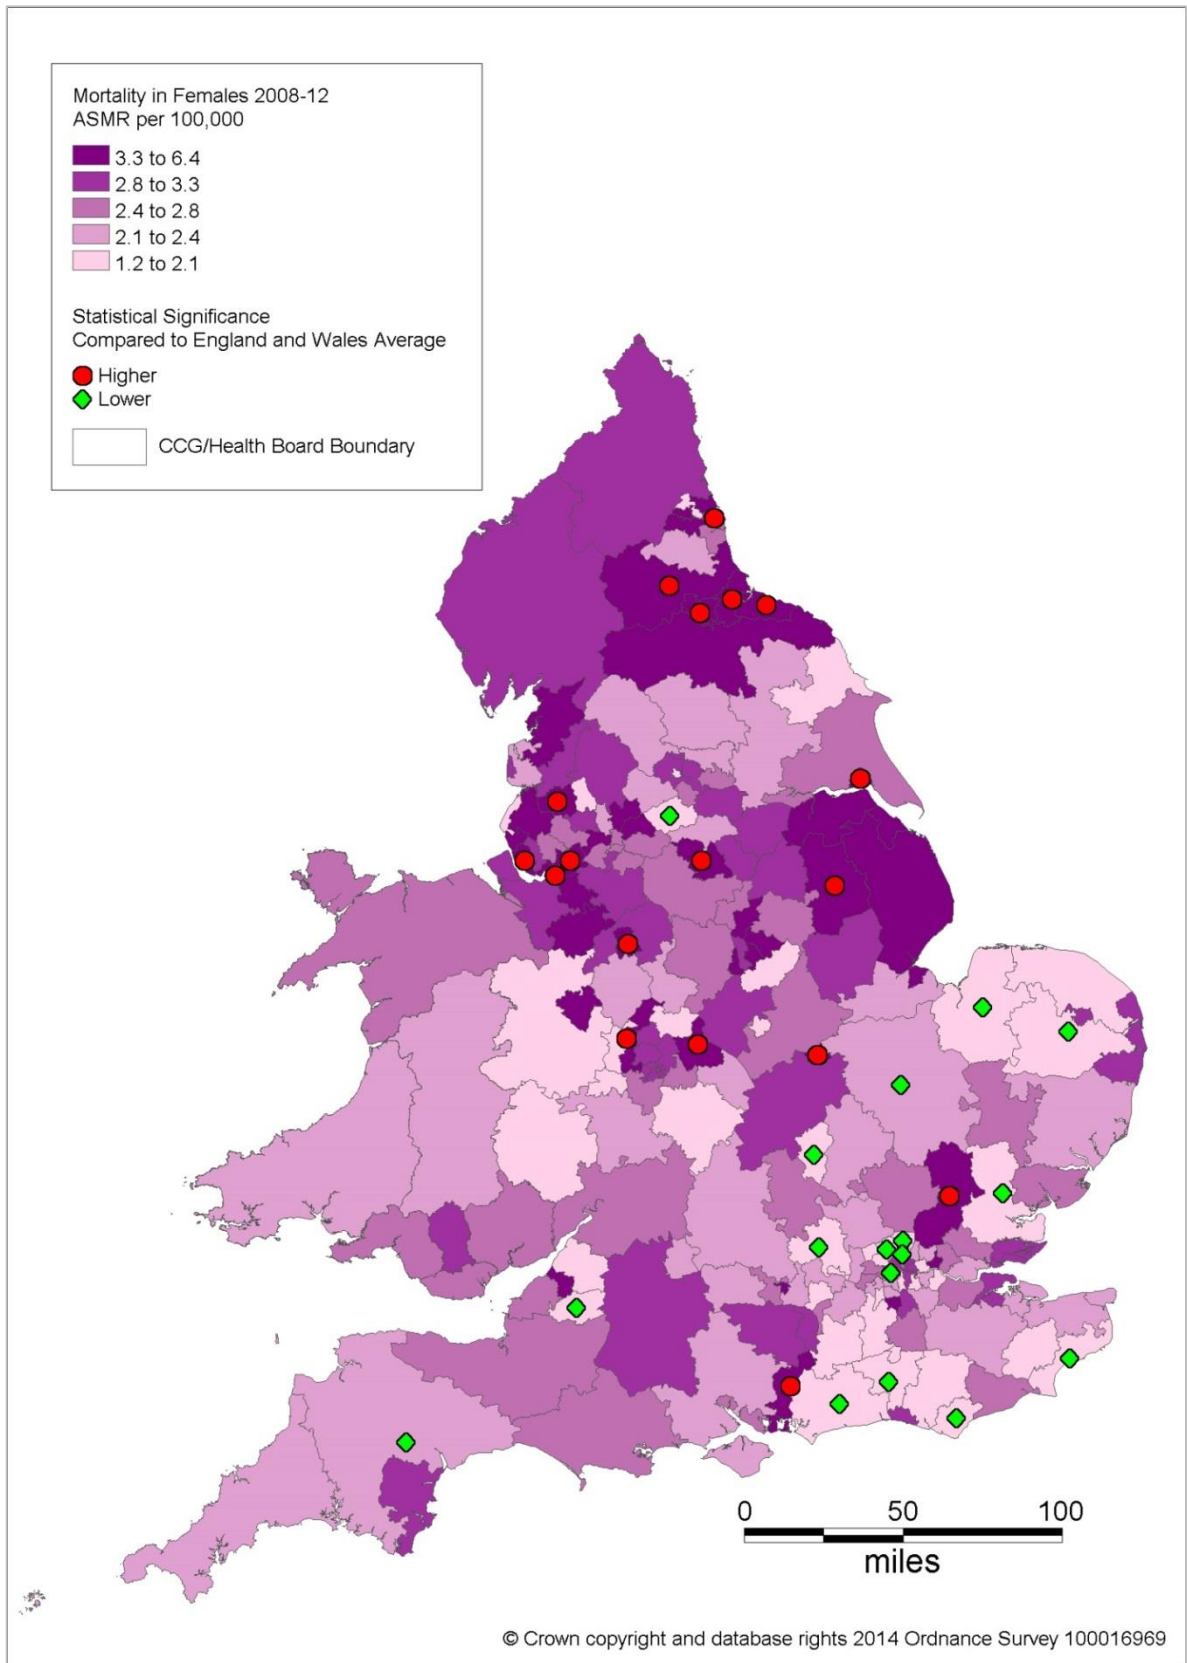 Mortality in Females 2008-12
ASMR per 100,000
3.3 to 6.4
2.8 to 3.3
2.4 to 2.8
2.1 to 2.4
1.2 to 2.1
Statistical Significance
Compared to England and Wales Average
Higher
Lower
CCG/Health Board Boundary
0 50 100
miles
© Crown copyright and database rights 2014 Ordnance Survey 100016969